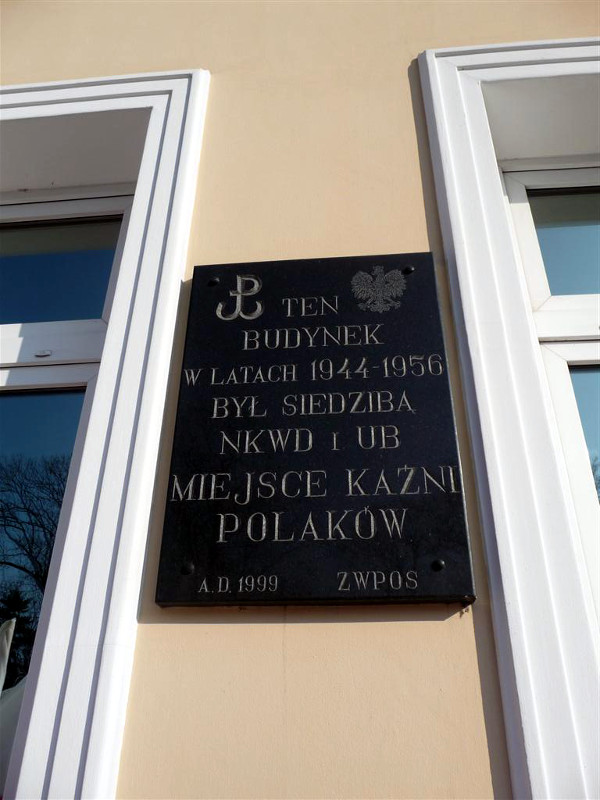 TEN
BUDYNEK
W LATACH 1944-1956
BYŁ SIEDZIBĄ
NKWD I UB
MIEJSCE KAŹNI
POLAKÓW
A.D. 1999 ZWPOS